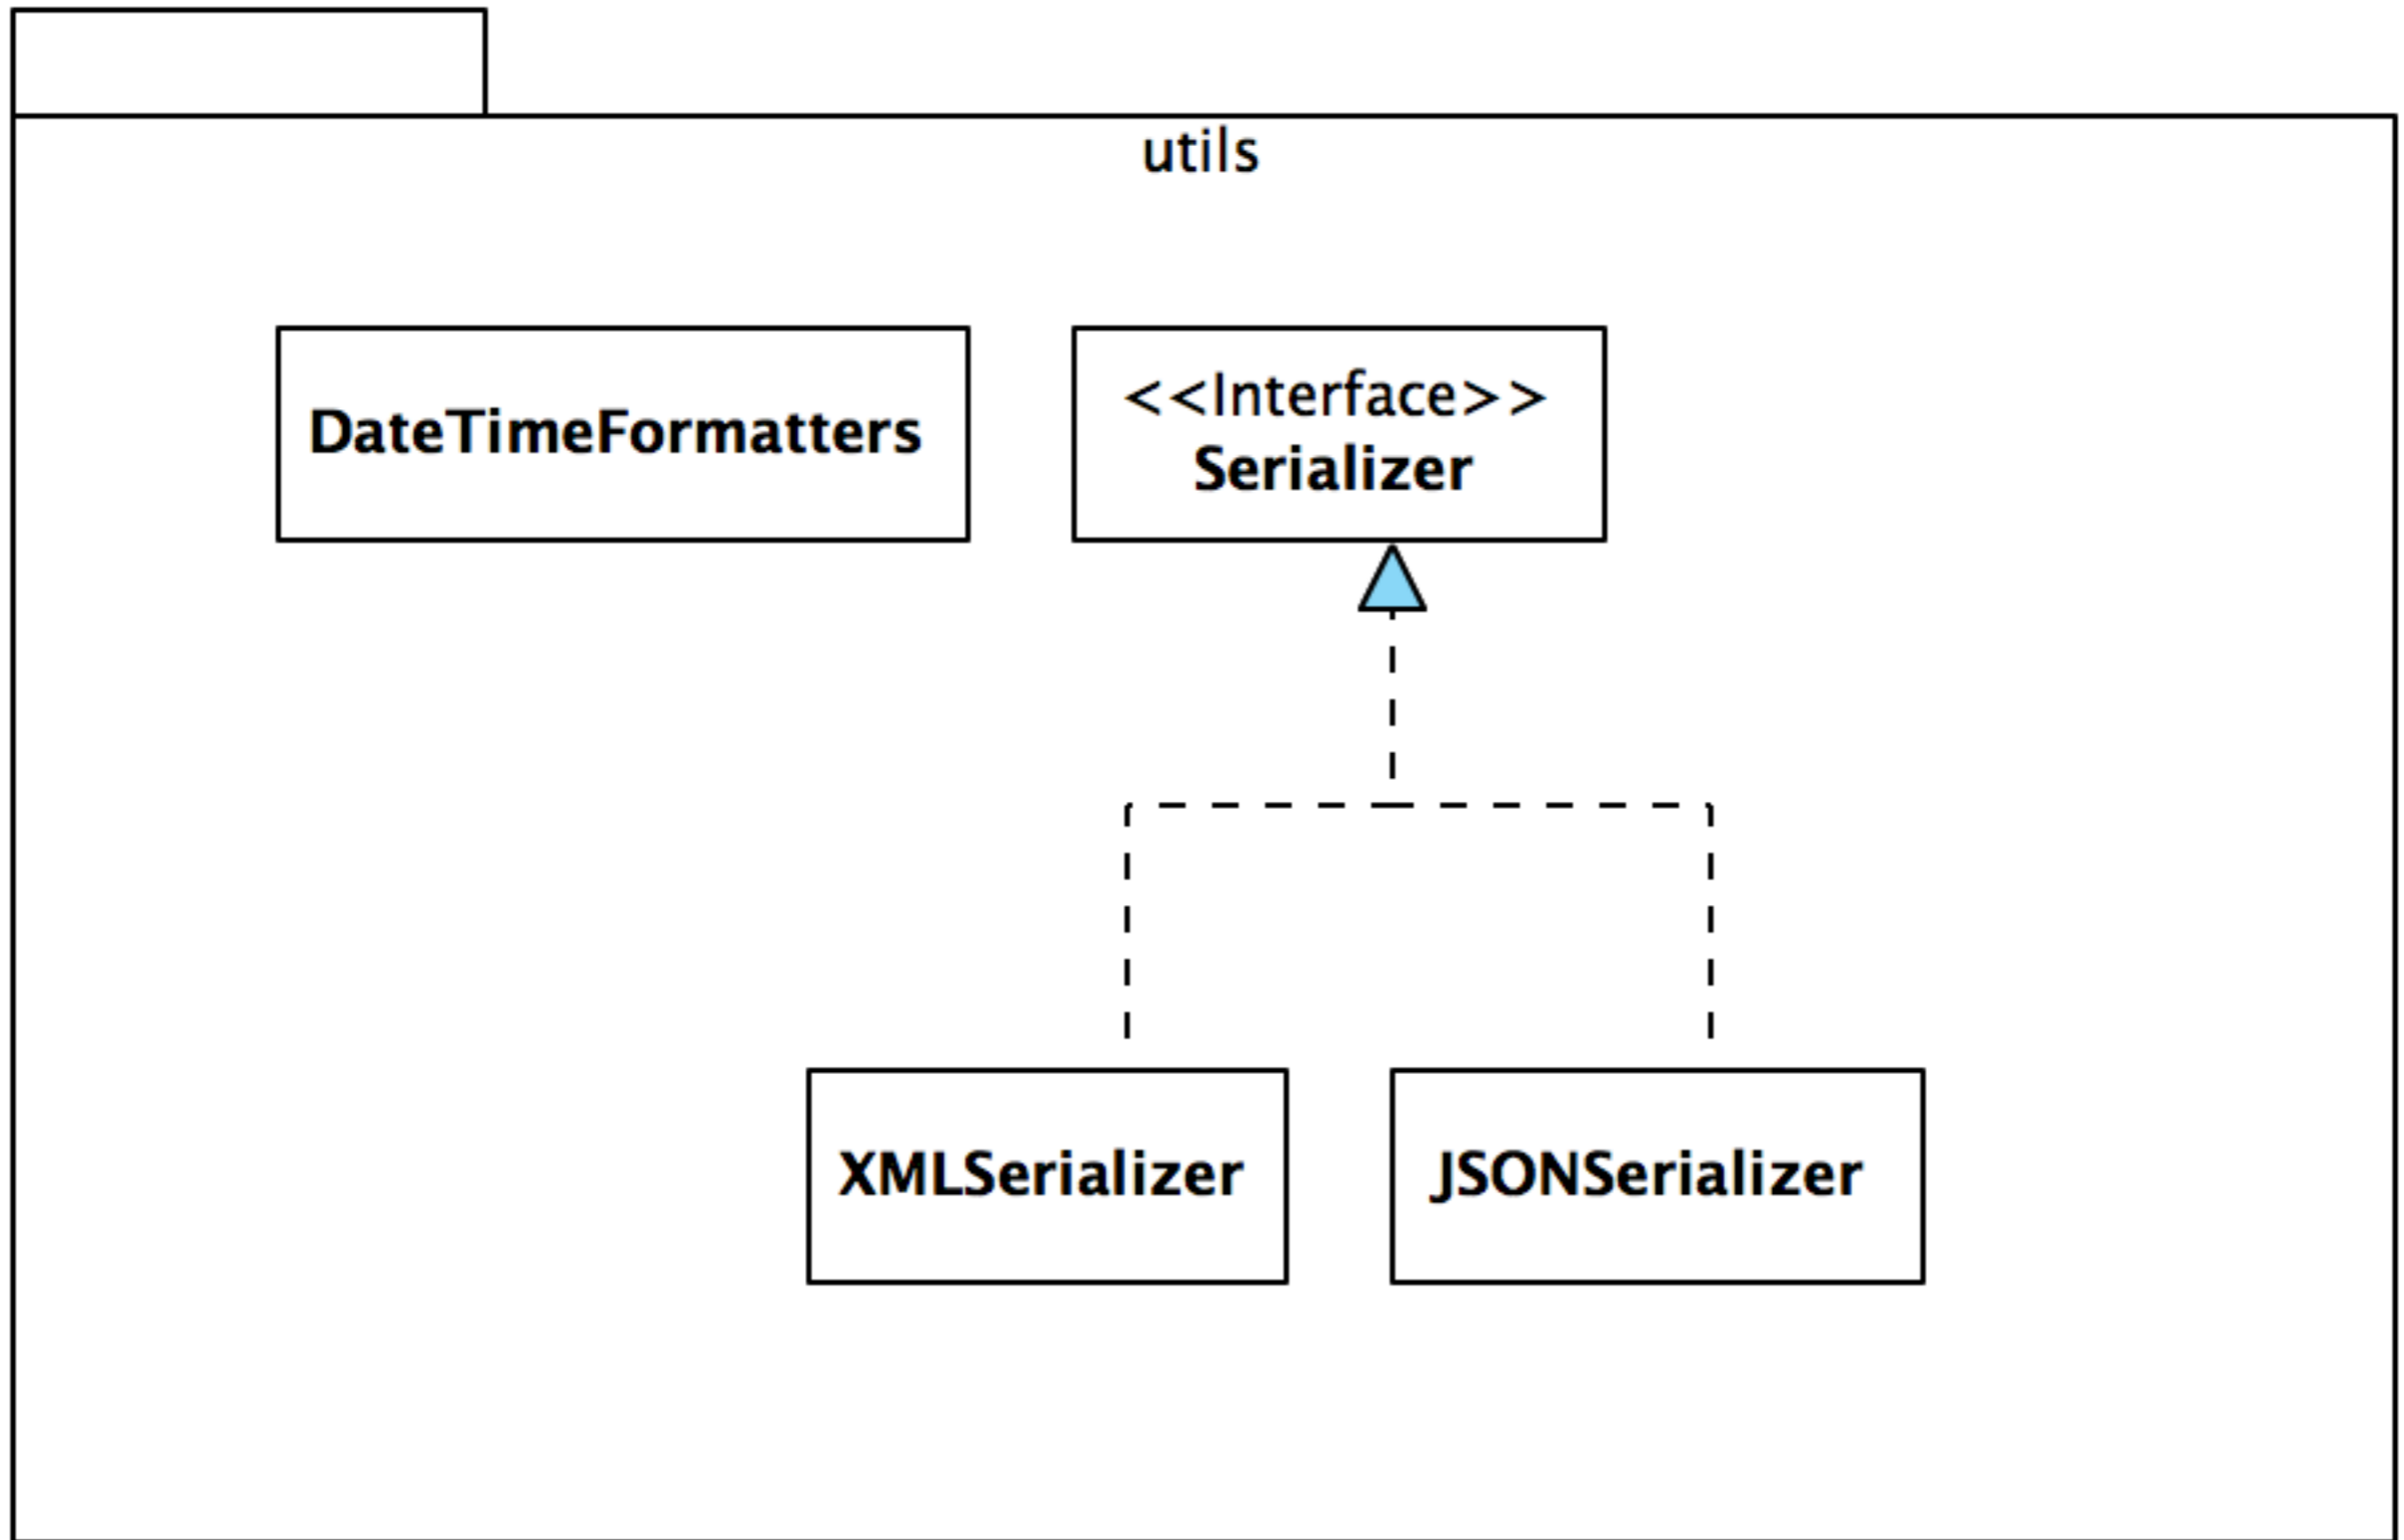 utils
DateTimeFormatters
<<Interface>>
Serializer
XMLSerializer
JSONSerializer